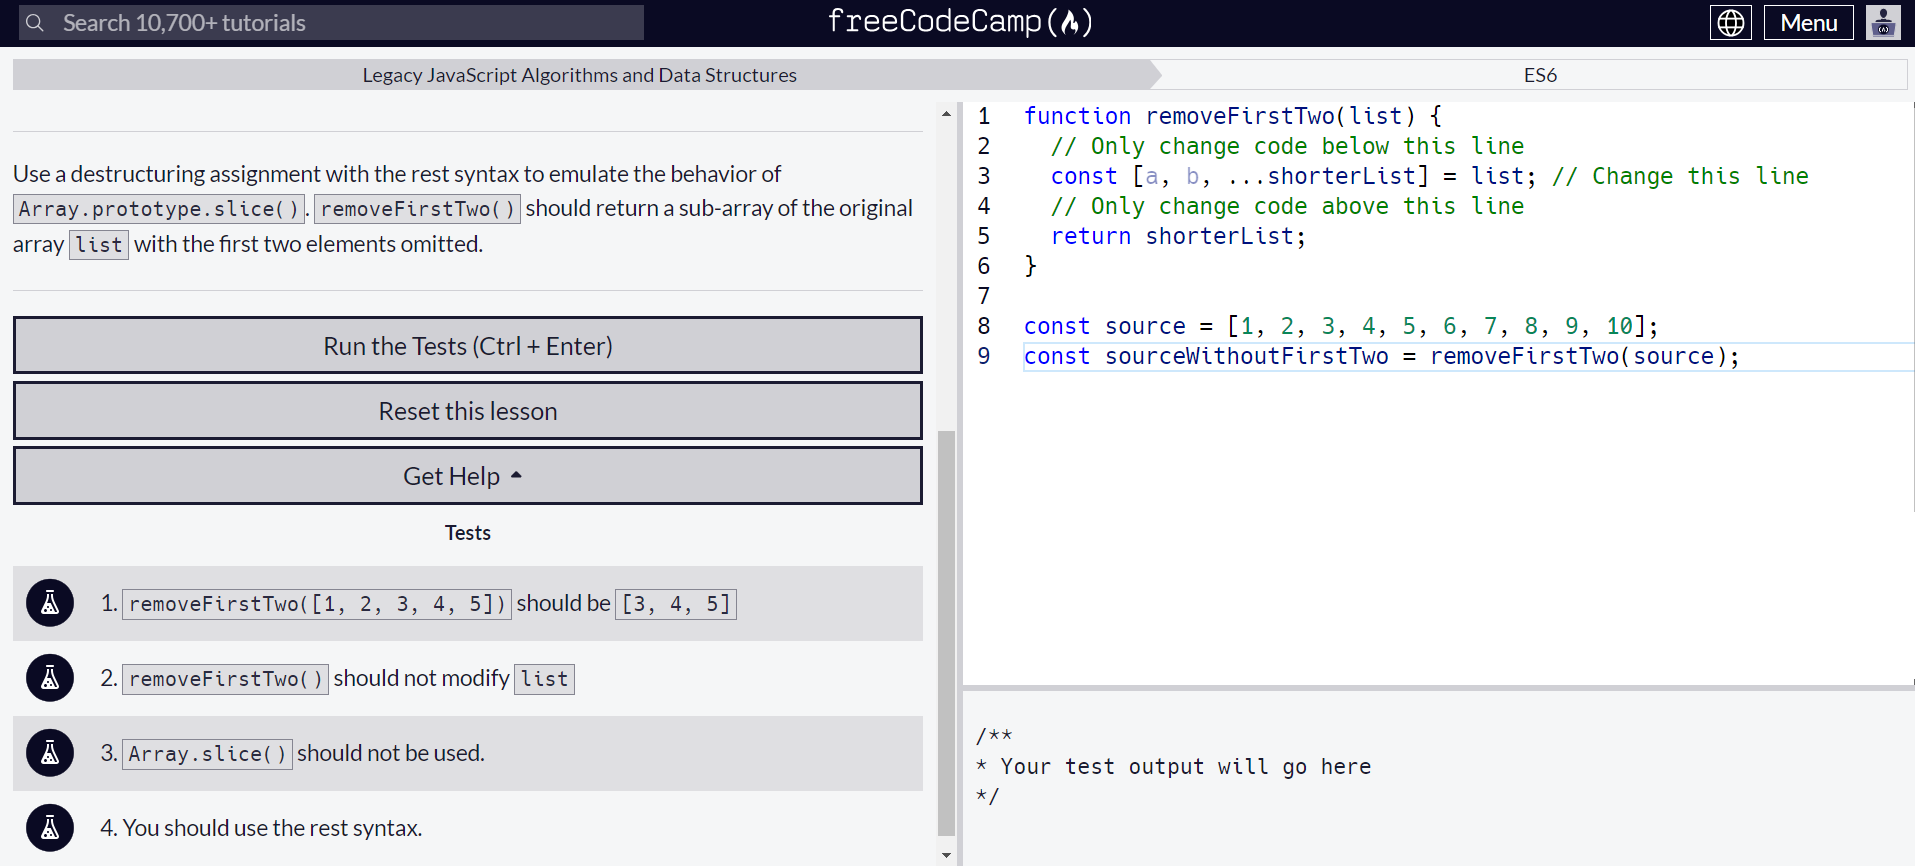 Search 10,700+ tutorials
freeCodeCamp(🔥)
Menu
Legacy JavaScript Algorithms and Data Structures
ES6
Use a destructuring assignment with the rest syntax to emulate the behavior of
Array.prototype.slice(). removeFirstTwo() should return a sub-array of the original
array list with the first two elements omitted.
Run the Tests (Ctrl + Enter)
Reset this lesson
Get Help
Tests
1. removeFirstTwo([1, 2, 3, 4, 5]) should be [3, 4, 5]
2. removeFirstTwo() should not modify list
3. Array.slice() should not be used.
4. You should use the rest syntax.
1 function removeFirstTwo(list) {
2   // Only change code below this line
3   const [a, b, ...shorterList] = list; // Change this line
4   // Only change code above this line
5   return shorterList;
6 }
7
8 const source = [1, 2, 3, 4, 5, 6, 7, 8, 9, 10];
9 const sourceWithoutFirstTwo = removeFirstTwo(source);
/**
* Your test output will go here
*/